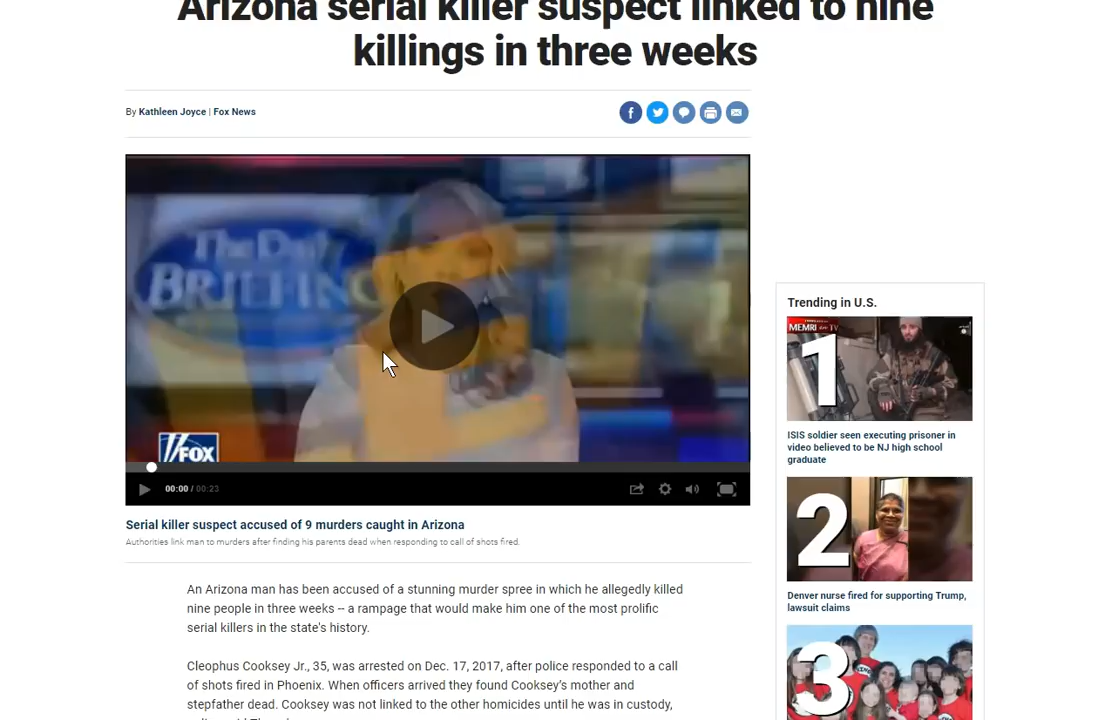 Arizona serial killer suspect linked to nine
killings in three weeks
By Kathleen Joyce | Fox News
The Daily
BRIEFING
FOX
00:00 / 00:23
Serial killer suspect accused of 9 murders caught in Arizona
Authorities link man to murders after finding his parents dead when responding to call of shots fired.
An Arizona man has been accused of a stunning murder spree in which he allegedly killed
nine people in three weeks -- a rampage that would make him one of the most prolific
serial killers in the state's history.
Cleophus Cooksey Jr., 35, was arrested on Dec. 17, 2017, after police responded to a call
of shots fired in Phoenix. When officers arrived they found Cooksey's mother and
stepfather dead. Cooksey was not linked to the other homicides until he was in custody,
Trending in U.S.
MEMRI TV
1
ISIS soldier seen executing prisoner in
video believed to be NJ high school
graduate
2
Denver nurse fired for supporting Trump,
lawsuit claims
3